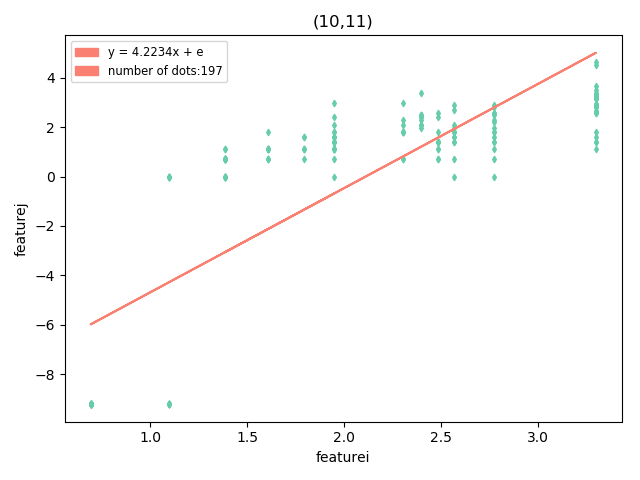 (10,11)
y = 4.2234x + e
number of dots:197
4
2
0
−2
−4
−6
−8
featurej
1.0 1.5 2.0 2.5 3.0
featurei